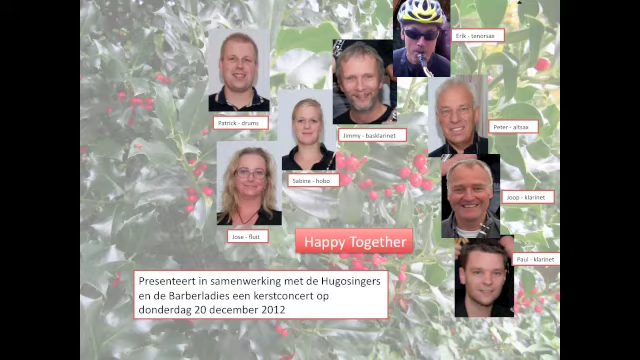 Erik - tenorsax
Patrick - drums
Jimmy - basklarinet
Peter - altsax
Sabine - hobo
Joop - klarinet
Jose - fluit
Happy Together
Paul - klarinet
Presenteert in samenwerking met de Hugosingers
en de Barberladies een kerstconcert op
donderdag 20 december 2012